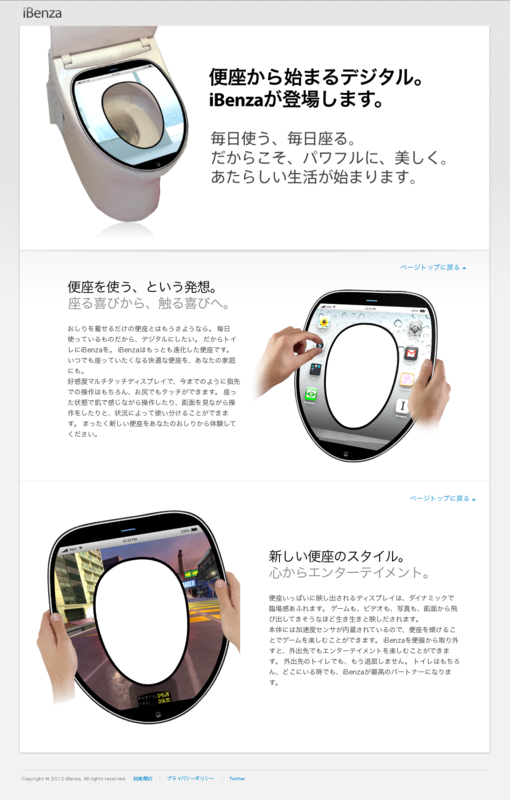 iBenza
便座から始まるデジタル。
iBenzaが登場します。
毎日使う、毎日座る。
だからこそ、パワフルに、美しく。
あたらしい生活が始まります。
ページトップに戻る
便座を使う、という発想。
座る喜びから、触る喜びへ。
おしりを載せるだけの便座とはもうさようなら。 毎日
使っているものだから、デジタルにしたい。 だからトイ
レにiBenzaを。 iBenzaはもっとも進化した便座です。
いつでも座っていたくなる快適な便座を、あなたの家庭
にも。
好感度マルチタッチディスプレイで、今までのように指先
での操作はもちろん、お尻でもタッチができます。 座っ
た状態で肌で感じながら操作したり、画面を見ながら操
作をしたりと、状況によって使い分けることができま
す。 まったく新しい便座をあなたのおしりから体験して
ください。
ページトップに戻る
新しい便座のスタイル。
心からエンターテイメント。
便座いっぱいに映し出されるディスプレイは、ダイナミックで
臨場感あふれます。 ゲームも、ビデオも、写真も、画面から飛
び出してきそうなほど生き生きと映しだされます。
本体には加速度センサが内蔵されているので、便座を傾けるこ
とでゲームを楽しむことができます。 iBenzaを便器から取り外
すと、外出先でもエンターテイメントを楽しむことができま
す。 外出先のトイレでも、もう退屈しません。 トイレはもちろ
ん、どこにいる時でも、iBenzaが最高のパートナーになりま
す。
Copyright © 2012 iBenza. All rights reserved. 利用規約 | プライバシーポリシー | Twitter